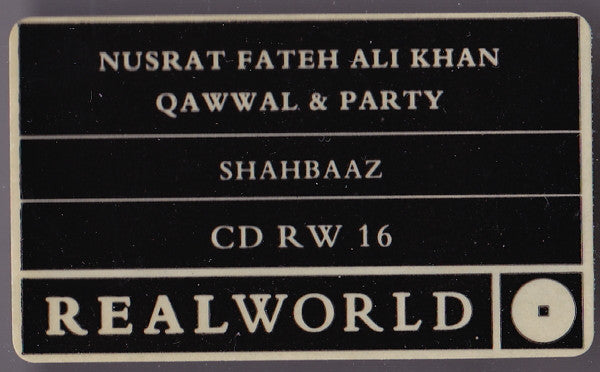 NUSRAT FATEH ALI KHAN
QAWWAL & PARTY
SHAHBAAZ
CD RW 16
REALWORLD